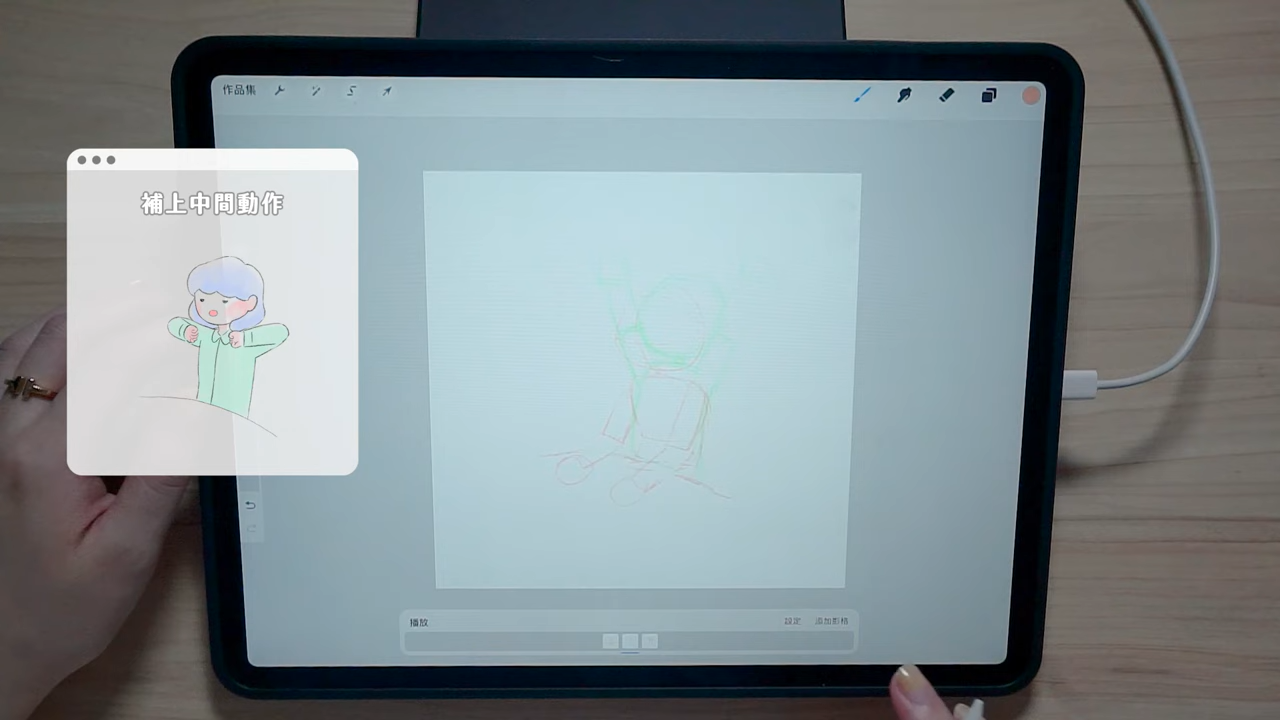 作品集
補上中間動作
播放
設定
添加影格